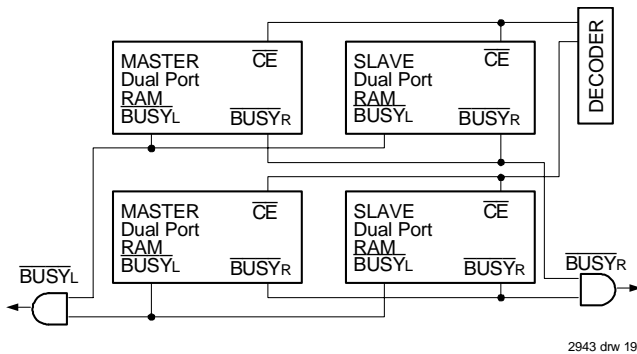 MASTER
Dual Port
RAM
BUSYL
CE
BUSYR
SLAVE
Dual Port
RAM
BUSYL
CE
BUSYR
DECODER
MASTER
Dual Port
RAM
BUSYL
CE
BUSYR
SLAVE
Dual Port
RAM
BUSYL
CE
BUSYR
BUSYL
BUSYR
2943 drw 19